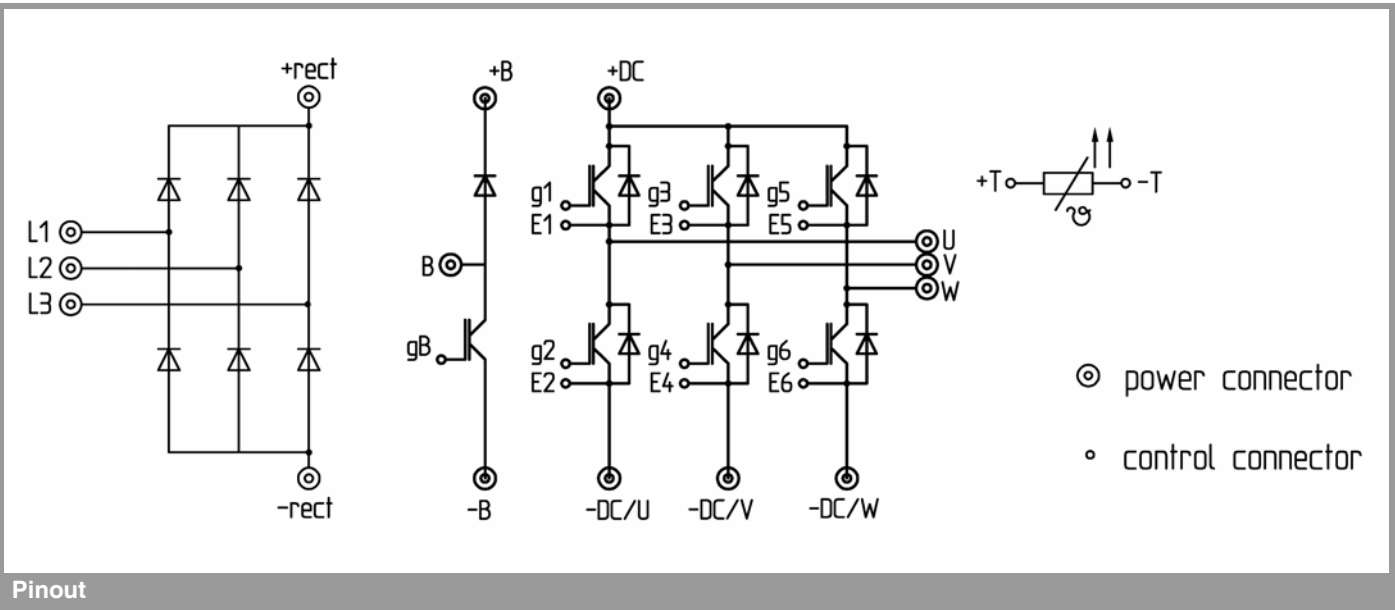 +rect
+B
+DC
+T
-T
ϑ
g1
g3
g5
E1
E3
E5
L1
L2
L3
U
V
W
B
gB
g2
g4
g6
E2
E4
E6
power connector
control connector
-rect
-B
-DC/U
-DC/V
-DC/W
Pinout